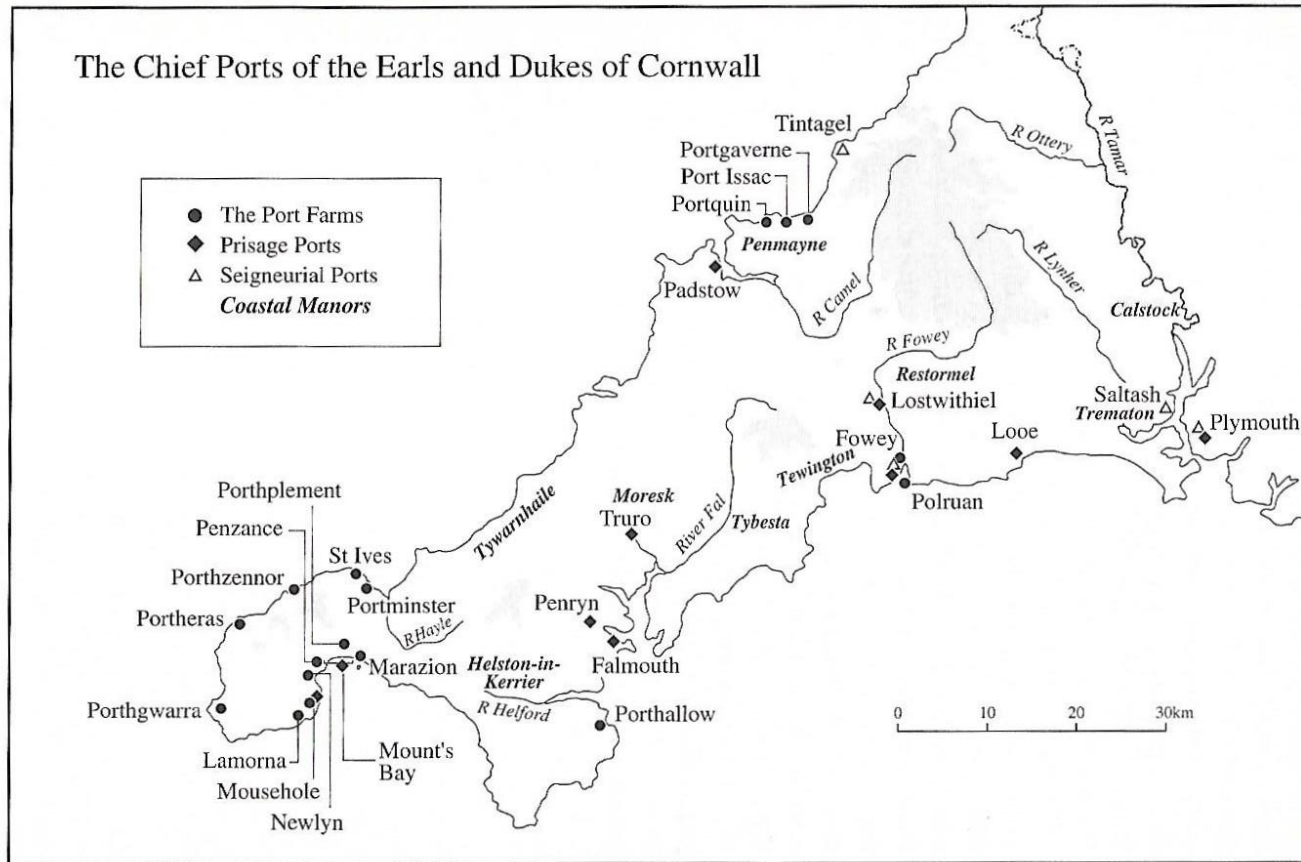 The Chief Ports of the Earls and Dukes of Cornwall
The Port Farms
Prisage Ports
Seigneurial Ports
Coastal Manors
Tintagel
Portgaverne
Port Issac
Portquin
Penmayne
Padstow
R Camel
R Ottery
R Tamar
R Lynher
Calstock
R Fowey
Restormel
Lostwithiel
Saltash
Trematon
Plymouth
Fowey
Looe
Tewington
Polruan
Porthplement
Penzance
St Ives
Porthzennor
Portheras
Portminster
R Hayle
Tywarnhaile
Moresk
Truro
River Fal
Tybesta
Penryn
Falmouth
Marazion
Helston-in-
Kerrier
R Helford
Porthallow
Porthgwarra
Lamorna
Mousehole
Newlyn
Mount's
Bay
0 10 20 30km